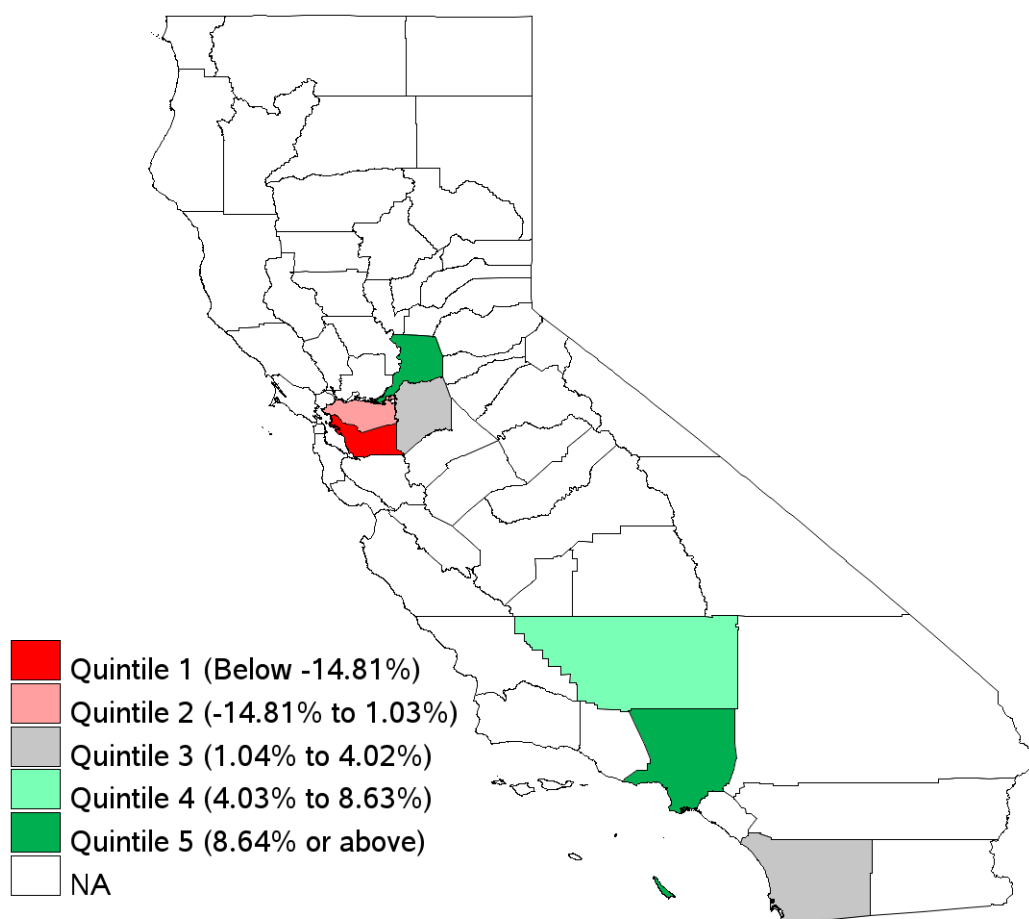 Quintile 1 (Below -14.81%)
Quintile 2 (-14.81% to 1.03%)
Quintile 3 (1.04% to 4.02%)
Quintile 4 (4.03% to 8.63%)
Quintile 5 (8.64% or above)
NA